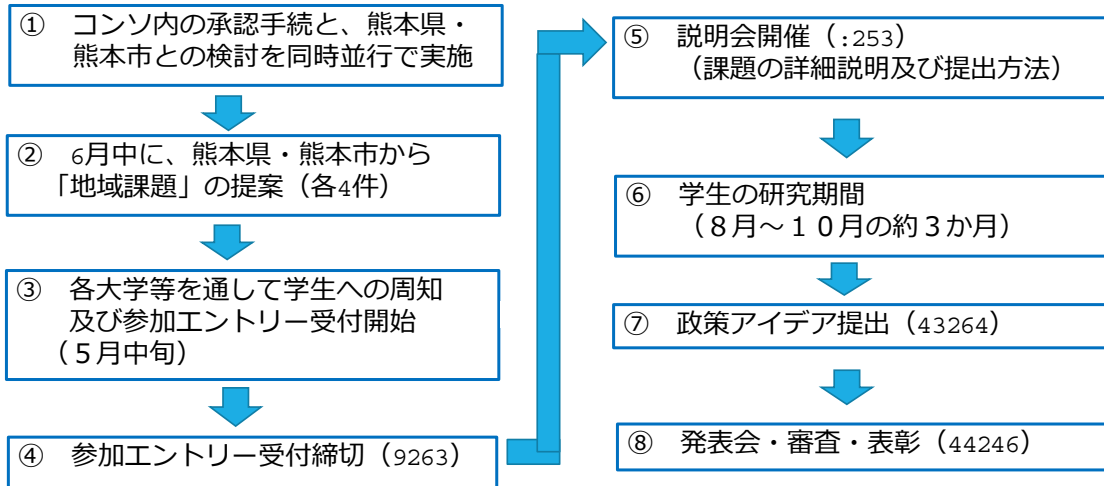 ① コンソ内の承認手続と、熊本県・
熊本市との検討を同時並行で実施
② 6月中に、熊本県・熊本市から
「地域課題」の提案（各4件）
③ 各大学等を通して学生への周知
及び参加エントリー受付開始
（５月中旬）
④ 参加エントリー受付締切（9263）
⑤ 説明会開催（:253）
（課題の詳細説明及び提出方法）
⑥ 学生の研究期間
（８月～１０月の約３か月）
⑦ 政策アイデア提出（43264）
⑧ 発表会・審査・表彰（44246）